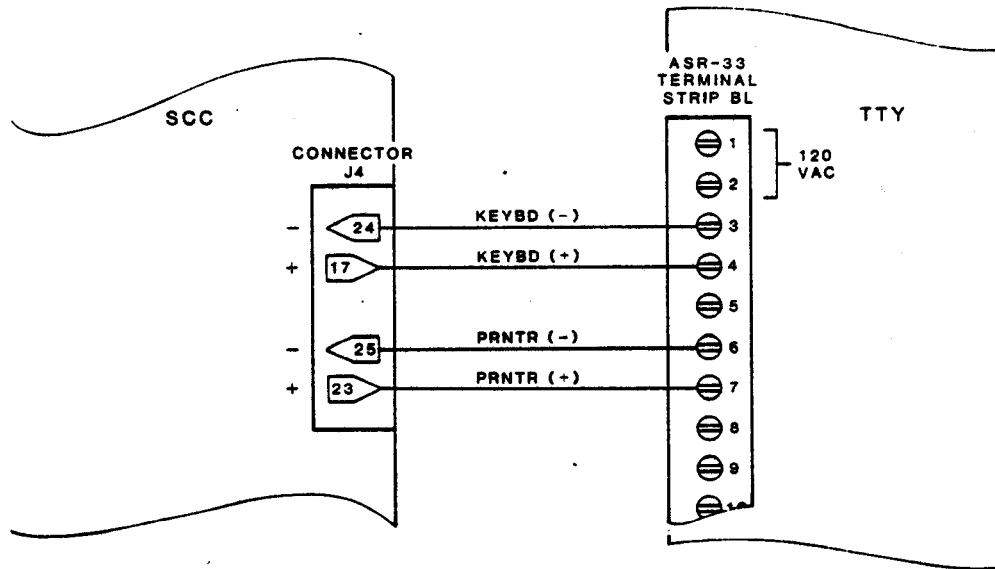 ASR-33
TERMINAL
STRIP BL
SCC
TTY
CONNECTOR
J4
1
2
120
VAC
- 24 KEYBD (-) 3
+ 17 KEYBD (+) 4
5
- 25 PRNTR (-) 6
+ 23 PRNTR (+) 7
8
9